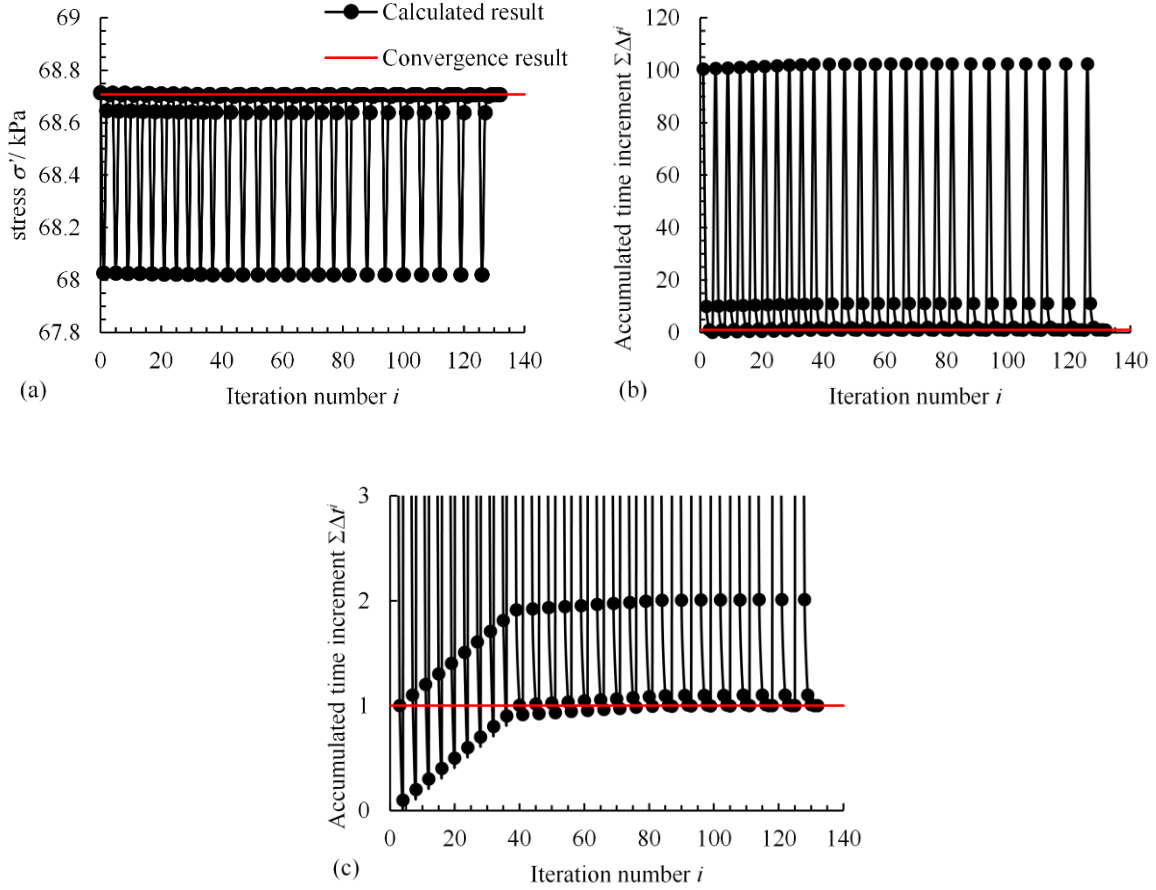 69
68.8
68.6
68.4
68.2
68
67.8
stress σ'/ kPa
Calculated result
Convergence result
0 20 40 60 80 100 120 140
Iteration number i
(a)
120
100
80
60
40
20
0
Accumulated time increment ΣΔtⁱ
0 20 40 60 80 100 120 140
Iteration number i
(b)
3
2
1
0
Accumulated time increment ΣΔtⁱ
0 20 40 60 80 100 120 140
Iteration number i
(c)